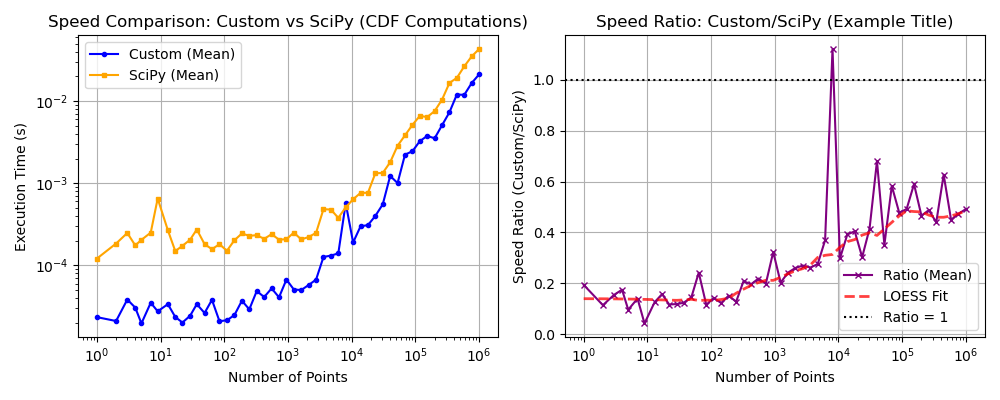 Speed Comparison: Custom vs SciPy (CDF Computations)
Execution Time (s)
10⁻²
10⁻³
10⁻⁴
Custom (Mean)
SciPy (Mean)
10⁰ 10¹ 10² 10³ 10⁴ 10⁵ 10⁶
Number of Points
Speed Ratio: Custom/SciPy (Example Title)
Speed Ratio (Custom/SciPy)
1.0
0.8
0.6
0.4
0.2
0.0
Ratio (Mean)
LOESS Fit
Ratio = 1
10⁰ 10¹ 10² 10³ 10⁴ 10⁵ 10⁶
Number of Points